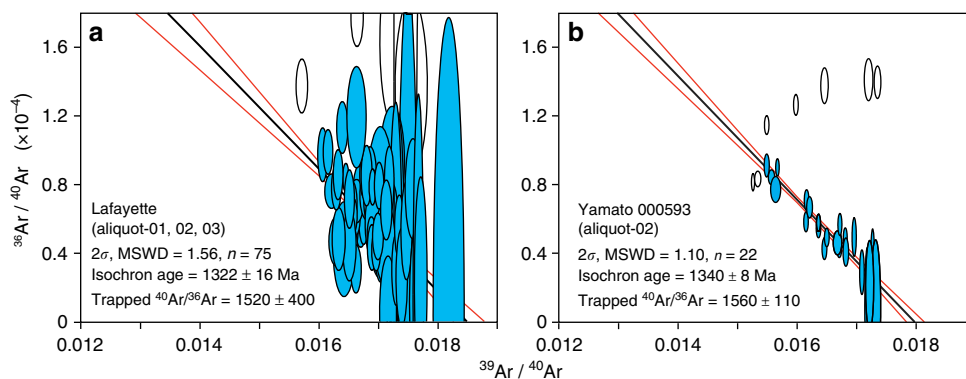 a
b
³⁶Ar / ⁴⁰Ar (×10⁻⁴)
1.6
1.2
0.8
0.4
0
Lafayette
(aliquot-01, 02, 03)
2σ, MSWD = 1.56, n = 75
Isochron age = 1322 ± 16 Ma
Trapped ⁴⁰Ar/³⁶Ar = 1520 ± 400
0.012
0.014
0.016
0.018
1.6
1.2
0.8
0.4
0
Yamato 000593
(aliquot-02)
2σ, MSWD = 1.10, n = 22
Isochron age = 1340 ± 8 Ma
Trapped ⁴⁰Ar/³⁶Ar = 1560 ± 110
0.012
0.014
0.016
0.018
³⁹Ar / ⁴⁰Ar